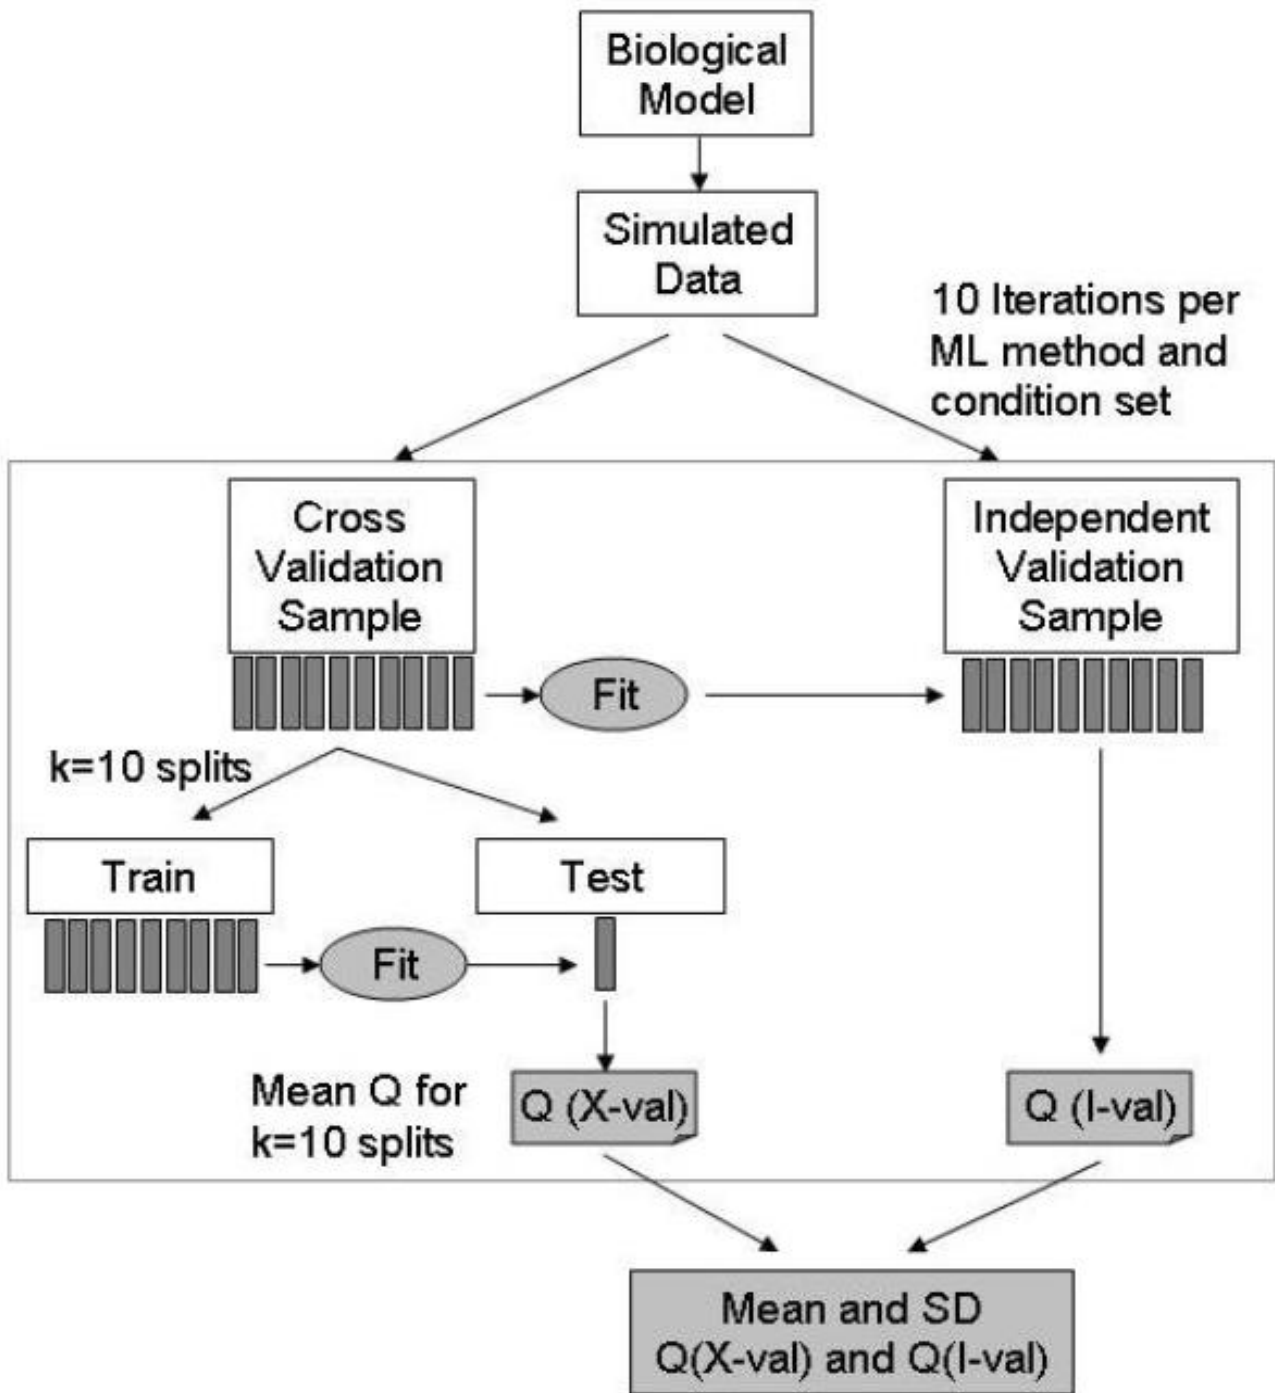 Biological
Model
Simulated
Data
10 Iterations per
ML method and
condition set
Cross
Validation
Sample
Independent
Validation
Sample
Fit
k=10 splits
Train
Test
Fit
Mean Q for
k=10 splits
Q (X-val)
Q (I-val)
Mean and SD
Q(X-val) and Q(I-val)